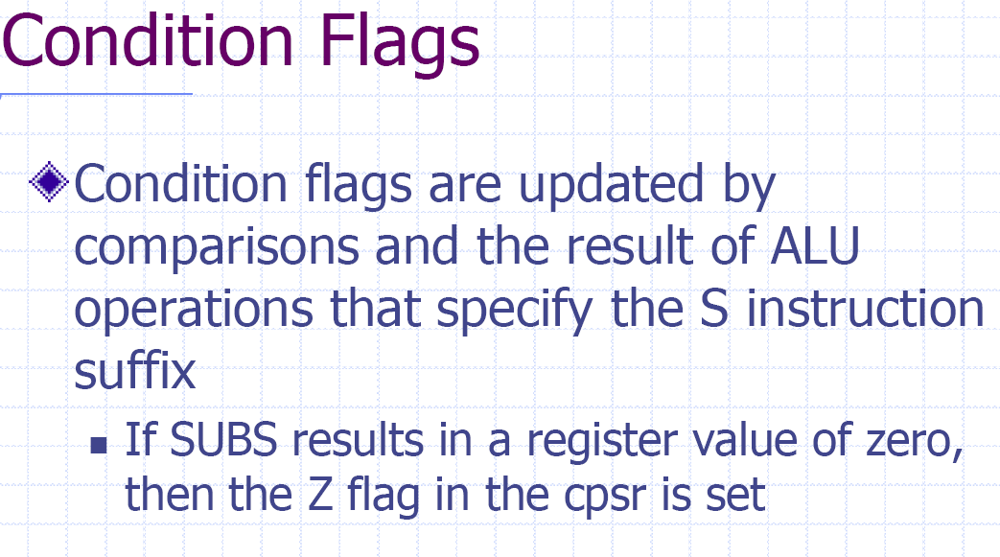 Condition Flags
Condition flags are updated by
comparisons and the result of ALU
operations that specify the S instruction
suffix
If SUBS results in a register value of zero,
then the Z flag in the cpsr is set